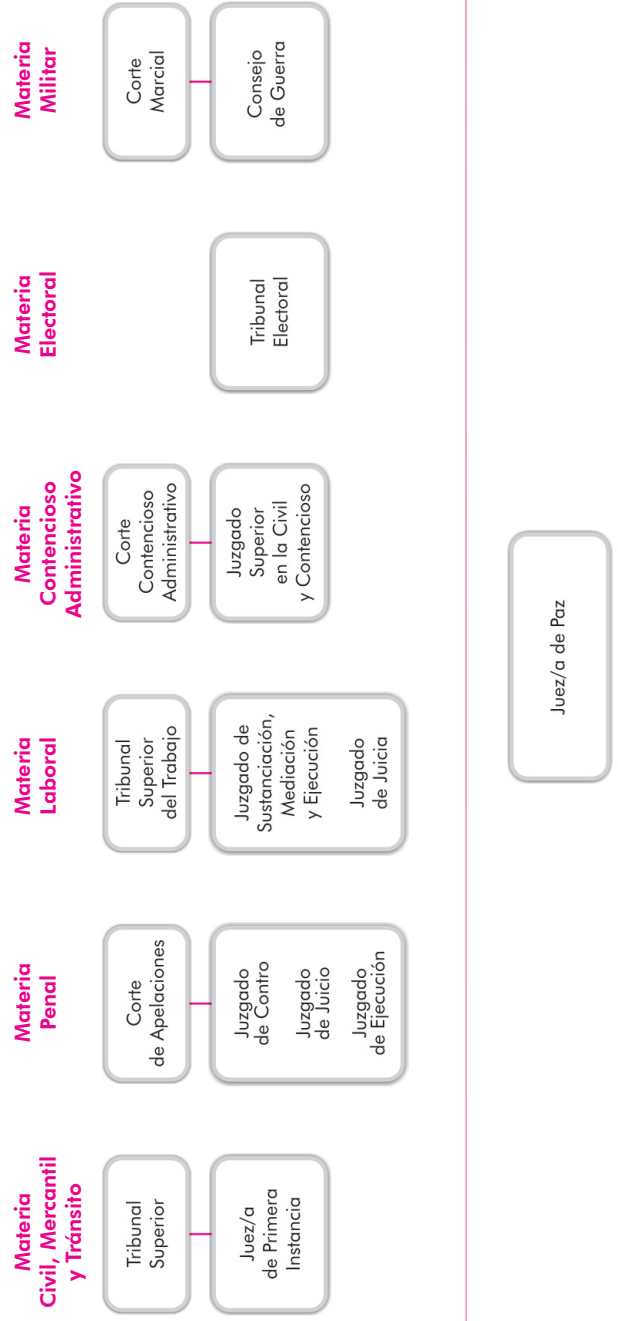 Materia
Civil, Mercantil
y Tránsito
Tribunal
Superior
Juez/a
de Primera
Instancia
Materia
Penal
Corte
de Apelaciones
Juzgado
de Contro
Juzgado
de Juicio
Juzgado
de Ejecución
Materia
Laboral
Tribunal
Superior
del Trabajo
Juzgado de
Sustanciación,
Mediación
y Ejecución
Juzgado
de Juicia
Materia
Contencioso
Administrativo
Corte
Contencioso
Administrativo
Juzgado
Superior
en la Civil
y Contencioso
Materia
Electoral
Tribunal
Electoral
Materia
Militar
Corte
Marcial
Consejo
de Guerra
Juez/a de Paz